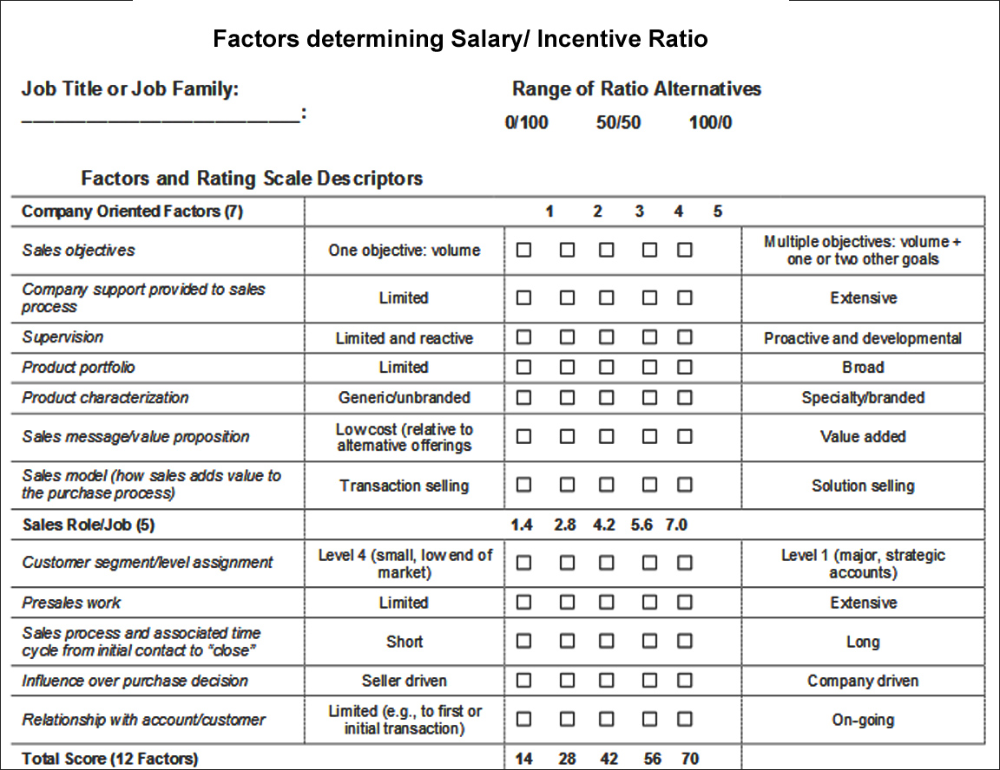 Factors determining Salary/ Incentive Ratio
Job Title or Job Family:
Range of Ratio Alternatives
__________________________:
0/100 50/50 100/0
Factors and Rating Scale Descriptors
Company Oriented Factors (7) 1 2 3 4 5
Sales objectives One objective: volume ☐ ☐ ☐ ☐ ☐ Multiple objectives: volume +
one or two other goals
Company support provided to sales
process Limited ☐ ☐ ☐ ☐ ☐ Extensive
Supervision Limited and reactive ☐ ☐ ☐ ☐ ☐ Proactive and developmental
Product portfolio Limited ☐ ☐ ☐ ☐ ☐ Broad
Product characterization Generic/unbranded ☐ ☐ ☐ ☐ ☐ Specialty/branded
Sales message/value proposition Low cost (relative to
alternative offerings ☐ ☐ ☐ ☐ ☐ Value added
Sales model (how sales adds value to
the purchase process) Transaction selling ☐ ☐ ☐ ☐ ☐ Solution selling
Sales Role/Job (5) 1.4 2.8 4.2 5.6 7.0
Customer segment/level assignment Level 4 (small, low end of
market) ☐ ☐ ☐ ☐ ☐ Level 1 (major, strategic
accounts)
Presales work Limited ☐ ☐ ☐ ☐ ☐ Extensive
Sales process and associated time
cycle from initial contact to “close” Short ☐ ☐ ☐ ☐ ☐ Long
Influence over purchase decision Seller driven ☐ ☐ ☐ ☐ ☐ Company driven
Relationship with account/customer Limited (e.g., to first or
initial transaction) ☐ ☐ ☐ ☐ ☐ On-going
Total Score (12 Factors) 14 28 42 56 70